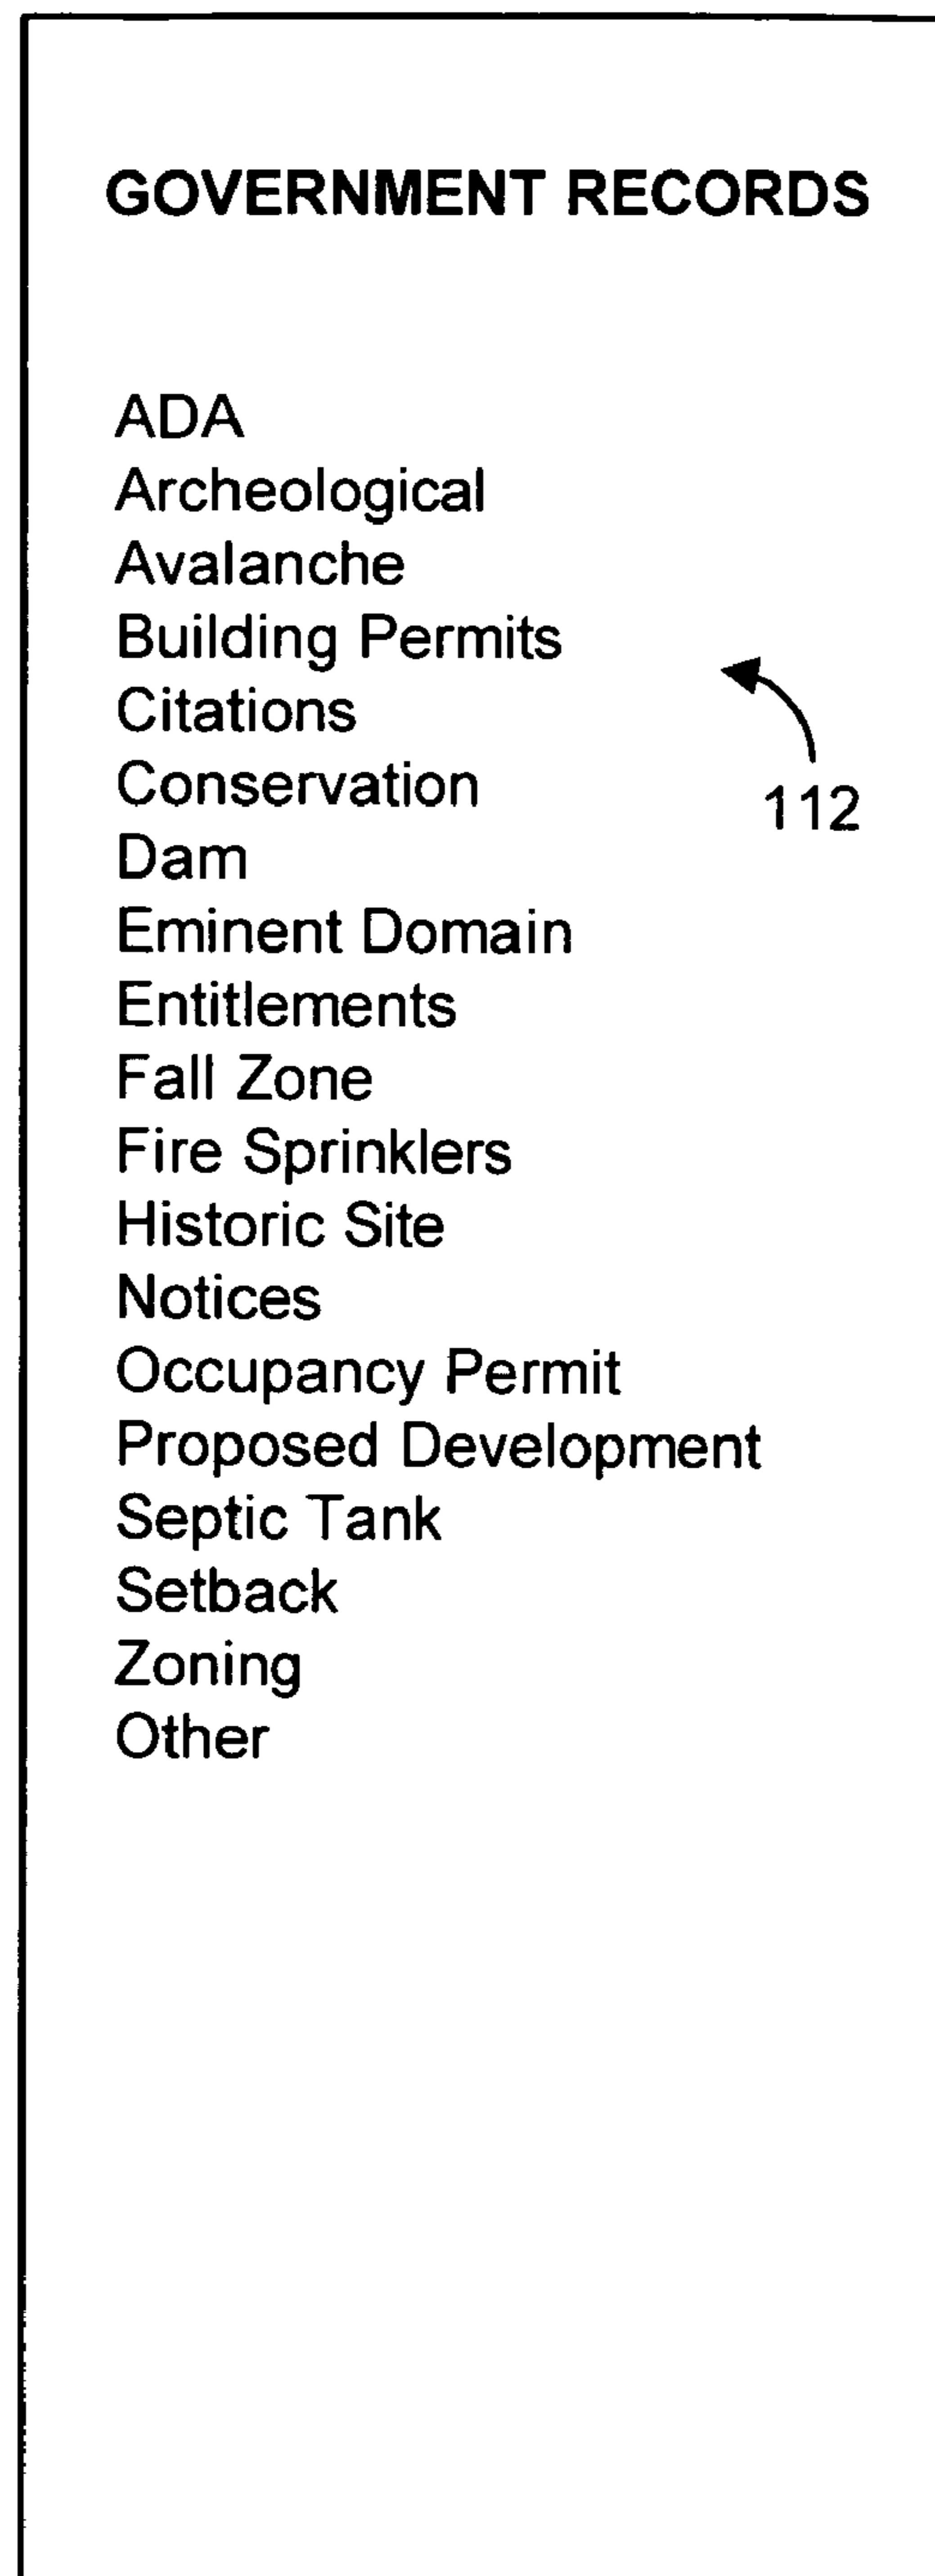 GOVERNMENT RECORDS
ADA
Archeological
Avalanche
Building Permits
Citations
Conservation
112
Dam
Eminent Domain
Entitlements
Fall Zone
Fire Sprinklers
Historic Site
Notices
Occupancy Permit
Proposed Development
Septic Tank
Setback
Zoning
Other